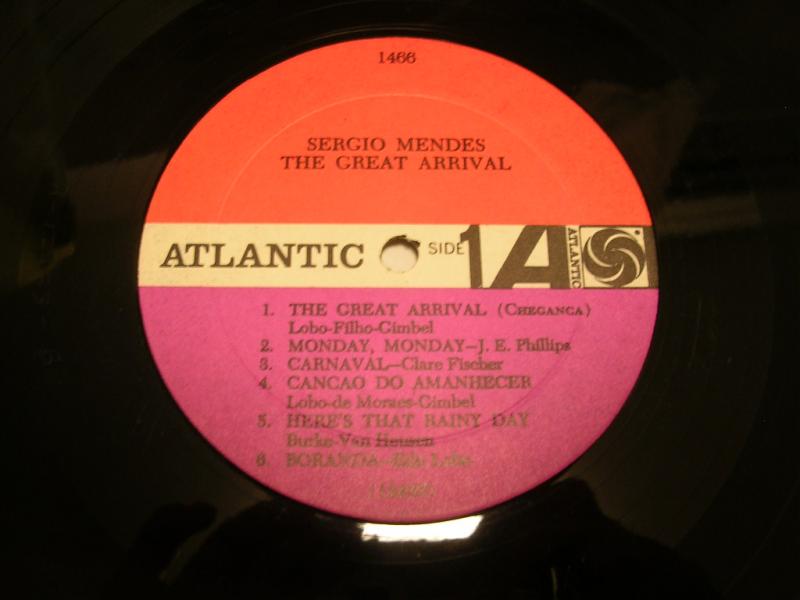 1466
SERGIO MENDES
THE GREAT ARRIVAL
ATLANTIC
SIDE 1
ATLANTIC
1. THE GREAT ARRIVAL (CHEGANCA)
Lobo-Filho-Gimbel
2. MONDAY, MONDAY—J. E. Phillips
3. CARNAVAL—Clare Fischer
4. CANCAO DO AMANHECER
Lobo-de Moraes-Gimbel
5. HERE'S THAT RAINY DAY
Burke-Van Heusen
6. BORANDA—Edu Lobo